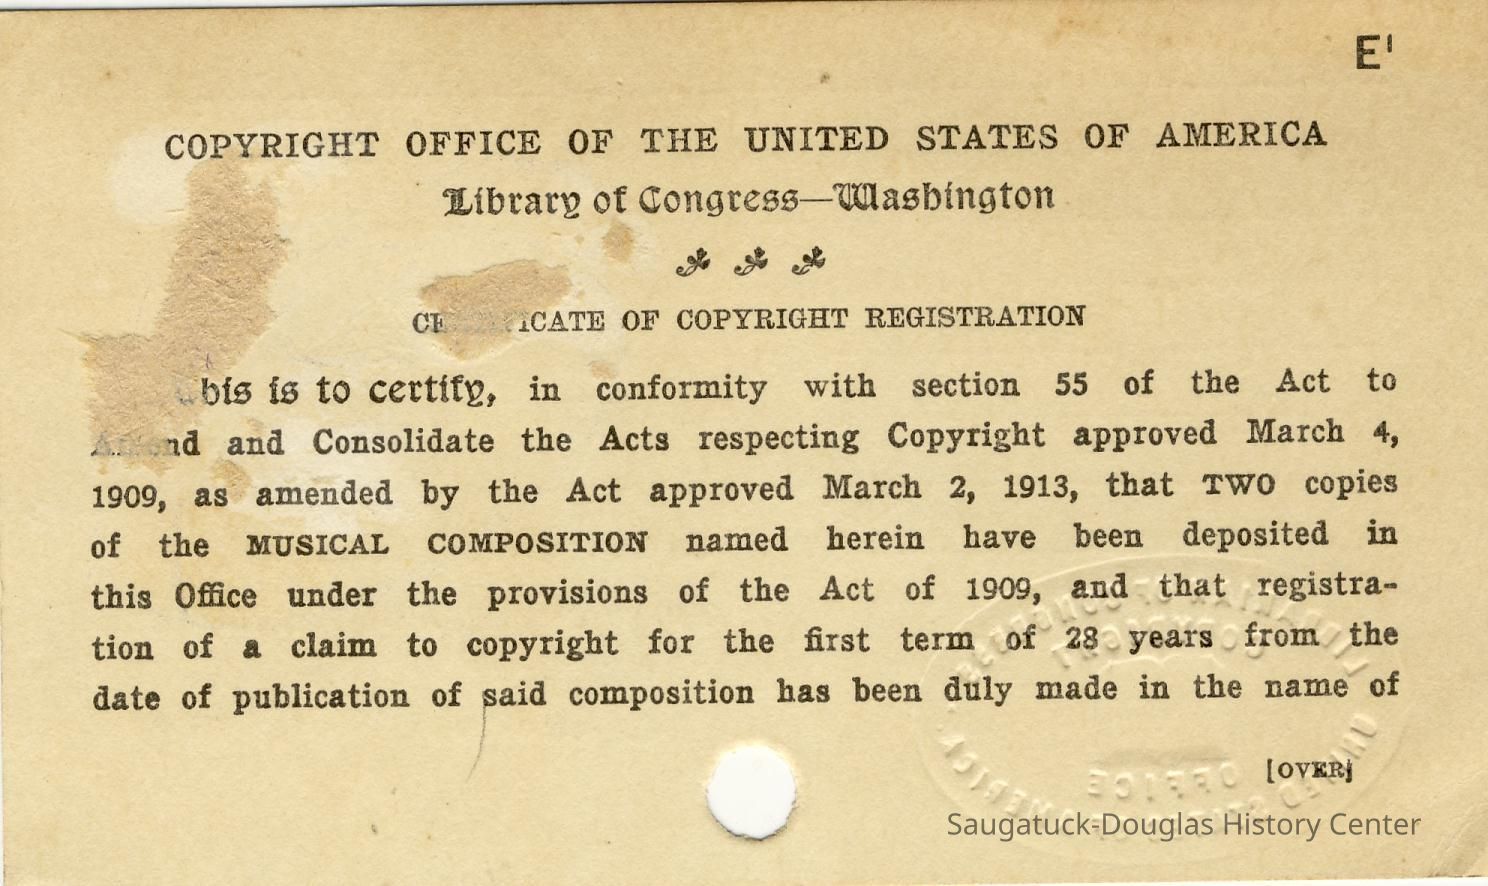 E¹
COPYRIGHT OFFICE OF THE UNITED STATES OF AMERICA
Library of Congress—Washington
CERTIFICATE OF COPYRIGHT REGISTRATION
This is to certify, in conformity with section 55 of the Act to
Amend and Consolidate the Acts respecting Copyright approved March 4,
1909, as amended by the Act approved March 2, 1913, that TWO copies
of the MUSICAL COMPOSITION named herein have been deposited in
this Office under the provisions of the Act of 1909, and that registra-
tion of a claim to copyright for the first term of 28 years from the
date of publication of said composition has been duly made in the name of
[OVER]
Saugatuck-Douglas History Center